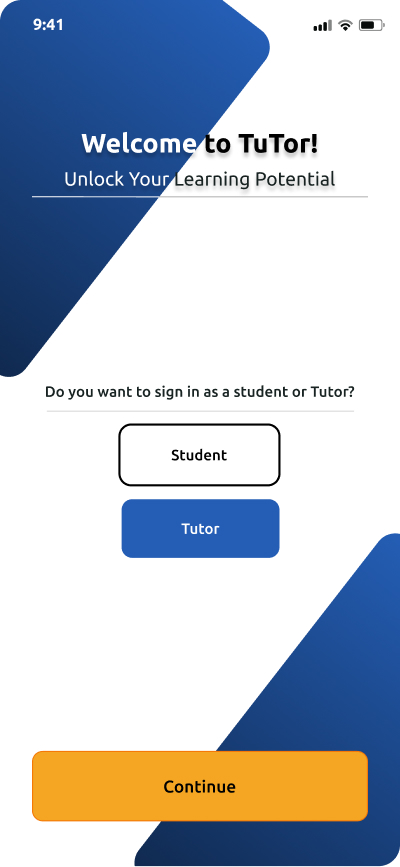 9:41
Welcome to TuTor!
Unlock Your Learning Potential
Do you want to sign in as a student or Tutor?
Student
Tutor
Continue